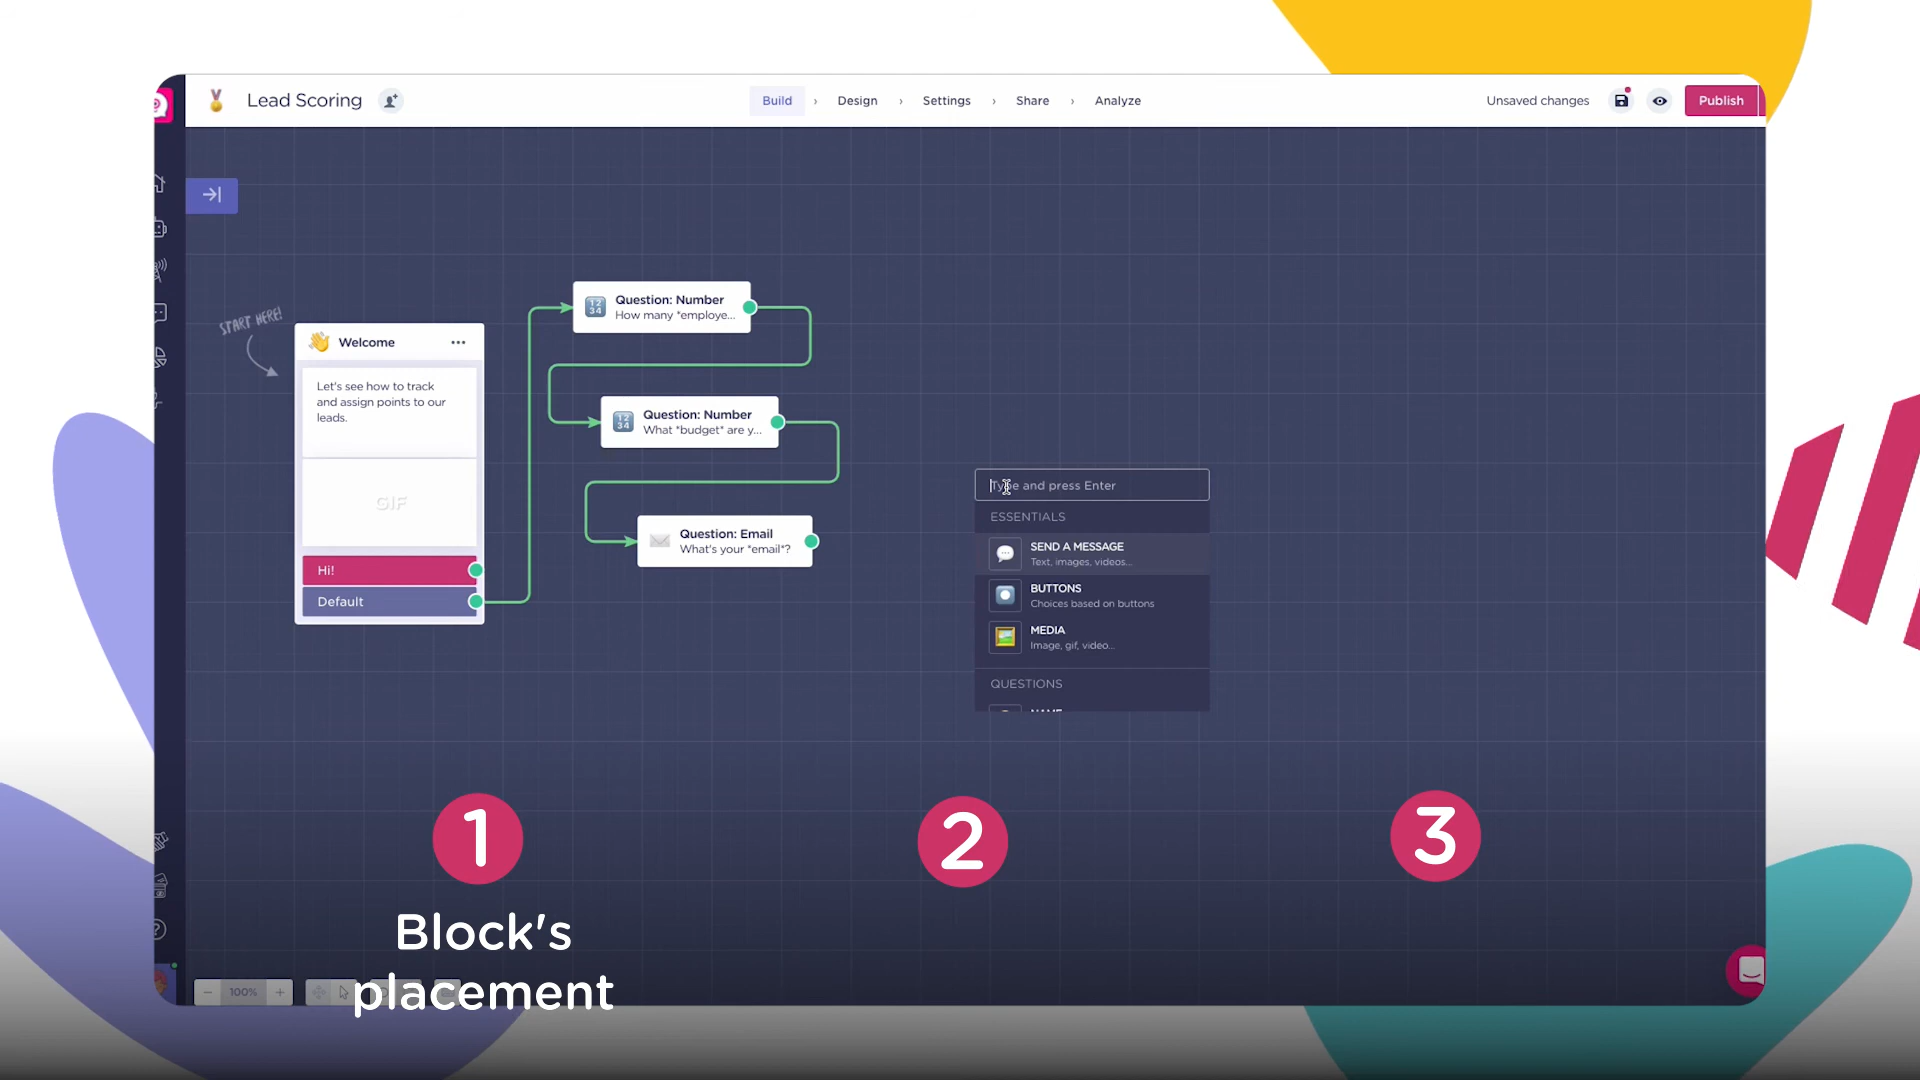 Lead Scoring
Build › Design › Settings › Share › Analyze
Unsaved changes
Publish
START HERE!
Welcome
Let's see how to track
and assign points to our
leads.
GIF
Hi!
Default
1234
Question: Number
How many *employe...
1234
Question: Number
What *budget* are y...
Question: Email
What's your *email*?
Type and press Enter
ESSENTIALS
SEND A MESSAGE
Text, images, videos...
BUTTONS
Choices based on buttons
MEDIA
Image, gif, video...
QUESTIONS
NAME
1
2
3
Block's
placement
− 100% +